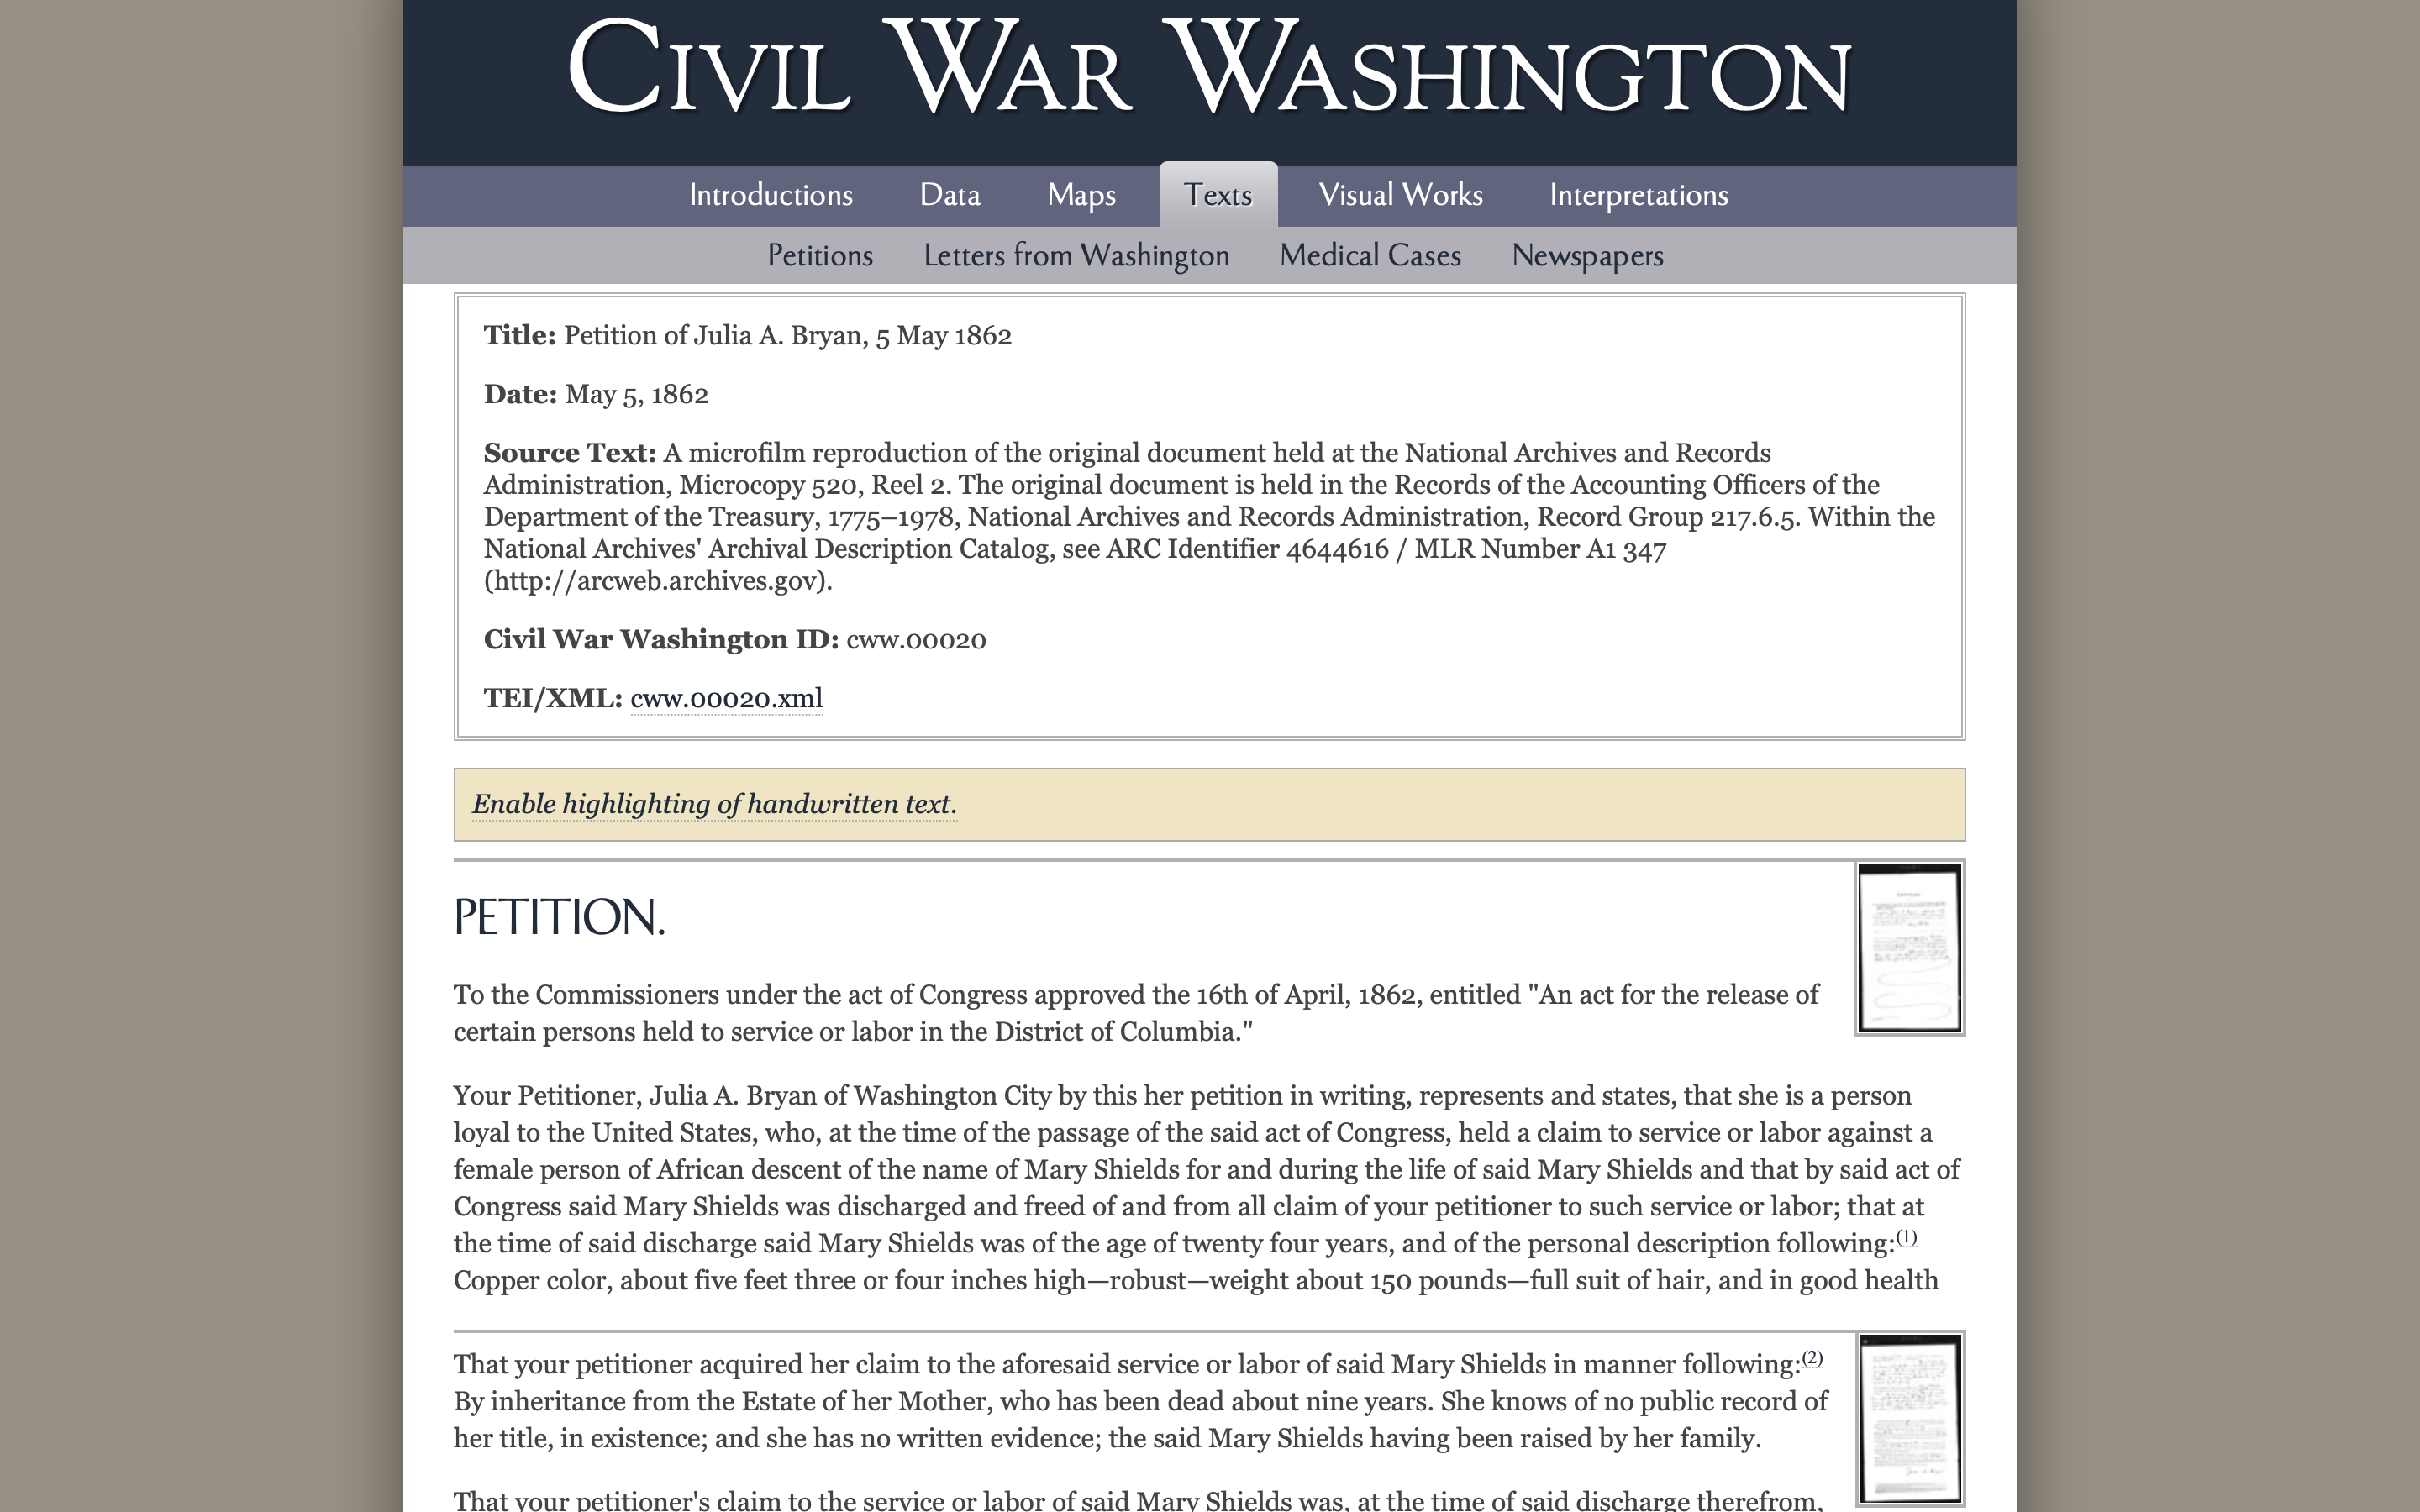 Civil War Washington
Introductions Data Maps Texts Visual Works Interpretations
Petitions Letters from Washington Medical Cases Newspapers
Title: Petition of Julia A. Bryan, 5 May 1862
Date: May 5, 1862
Source Text: A microfilm reproduction of the original document held at the National Archives and Records
Administration, Microcopy 520, Reel 2. The original document is held in the Records of the Accounting Officers of the
Department of the Treasury, 1775–1978, National Archives and Records Administration, Record Group 217.6.5. Within the
National Archives' Archival Description Catalog, see ARC Identifier 4644616 / MLR Number A1 347
(http://arcweb.archives.gov).
Civil War Washington ID: cww.00020
TEI/XML: cww.00020.xml
Enable highlighting of handwritten text.
PETITION.
To the Commissioners under the act of Congress approved the 16th of April, 1862, entitled "An act for the release of
certain persons held to service or labor in the District of Columbia."
Your Petitioner, Julia A. Bryan of Washington City by this her petition in writing, represents and states, that she is a person
loyal to the United States, who, at the time of the passage of the said act of Congress, held a claim to service or labor against a
female person of African descent of the name of Mary Shields for and during the life of said Mary Shields and that by said act of
Congress said Mary Shields was discharged and freed of and from all claim of your petitioner to such service or labor; that at
the time of said discharge said Mary Shields was of the age of twenty four years, and of the personal description following:(1)
Copper color, about five feet three or four inches high—robust—weight about 150 pounds—full suit of hair, and in good health
That your petitioner acquired her claim to the aforesaid service or labor of said Mary Shields in manner following:(2)
By inheritance from the Estate of her Mother, who has been dead about nine years. She knows of no public record of
her title, in existence; and she has no written evidence; the said Mary Shields having been raised by her family.
That your petitioner's claim to the service or labor of said Mary Shields was, at the time of said discharge therefrom,